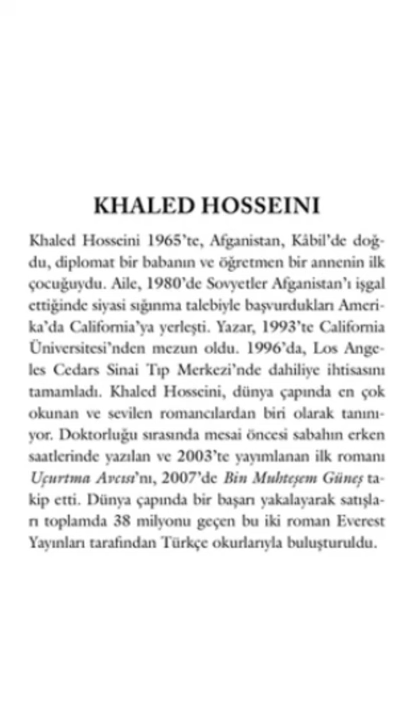 KHALED HOSSEINI
Khaled Hosseini 1965'te, Afganistan, Kâbil'de doğ-
du, diplomat bir babanın ve öğretmen bir annenin ilk
çocuğuydu. Aile, 1980'de Sovyetler Afganistan'ı işgal
ettiğinde siyasi sığınma talebiyle başvurdukları Ameri-
ka'da California'ya yerleşti. Yazar, 1993'te California
Üniversitesi'nden mezun oldu. 1996'da, Los Ange-
les Cedars Sinai Tıp Merkezi'nde dahiliye ihtisasını
tamamladı. Khaled Hosseini, dünya çapında en çok
okunan ve sevilen romancılardan biri olarak tanını-
yor. Doktorluğu sırasında mesai öncesi sabahın erken
saatlerinde yazılan ve 2003'te yayımlanan ilk romanı
Uçurtma Avcısı'nı, 2007'de Bin Muhteşem Güneş ta-
kip etti. Dünya çapında bir başarı yakalayarak satışla-
rı toplamda 38 milyonu geçen bu iki roman Everest
Yayınları tarafından Türkçe okurlarıyla buluşturuldu.